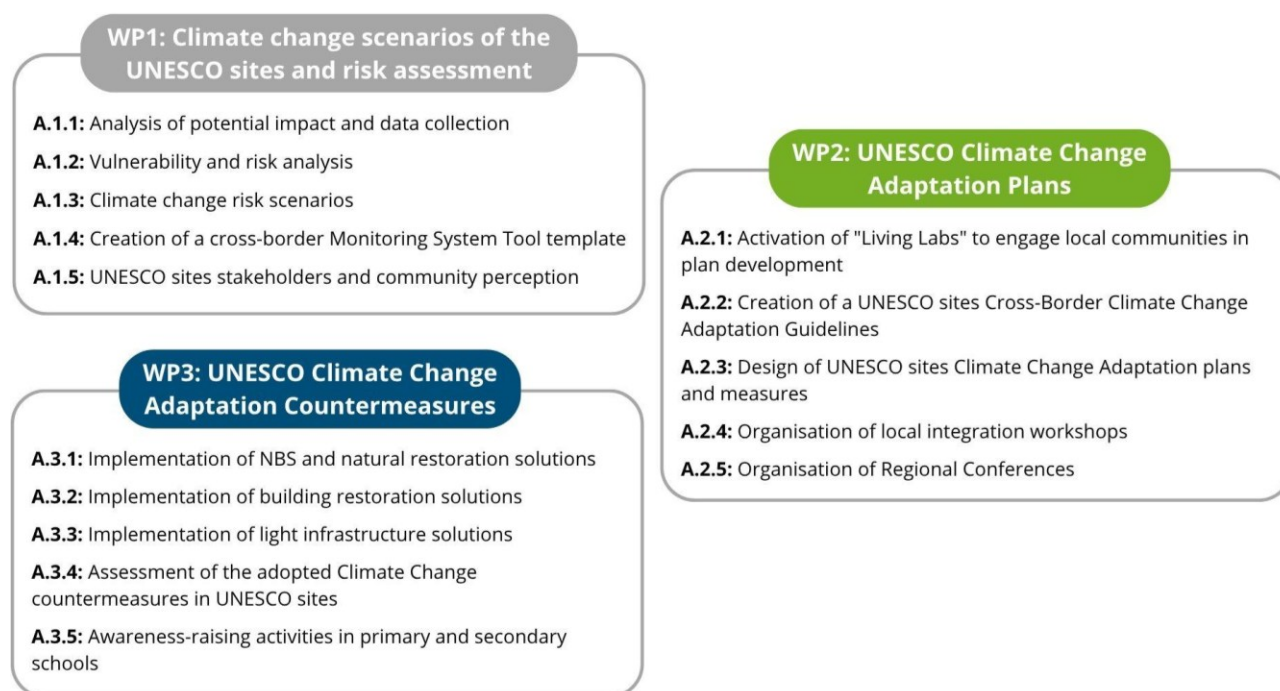 WP1: Climate change scenarios of the
UNESCO sites and risk assessment
A.1.1: Analysis of potential impact and data collection
A.1.2: Vulnerability and risk analysis
A.1.3: Climate change risk scenarios
A.1.4: Creation of a cross-border Monitoring System Tool template
A.1.5: UNESCO sites stakeholders and community perception
WP2: UNESCO Climate Change
Adaptation Plans
A.2.1: Activation of "Living Labs" to engage local communities in
plan development
A.2.2: Creation of a UNESCO sites Cross-Border Climate Change
Adaptation Guidelines
A.2.3: Design of UNESCO sites Climate Change Adaptation plans
and measures
A.2.4: Organisation of local integration workshops
A.2.5: Organisation of Regional Conferences
WP3: UNESCO Climate Change
Adaptation Countermeasures
A.3.1: Implementation of NBS and natural restoration solutions
A.3.2: Implementation of building restoration solutions
A.3.3: Implementation of light infrastructure solutions
A.3.4: Assessment of the adopted Climate Change
countermeasures in UNESCO sites
A.3.5: Awareness-raising activities in primary and secondary
schools